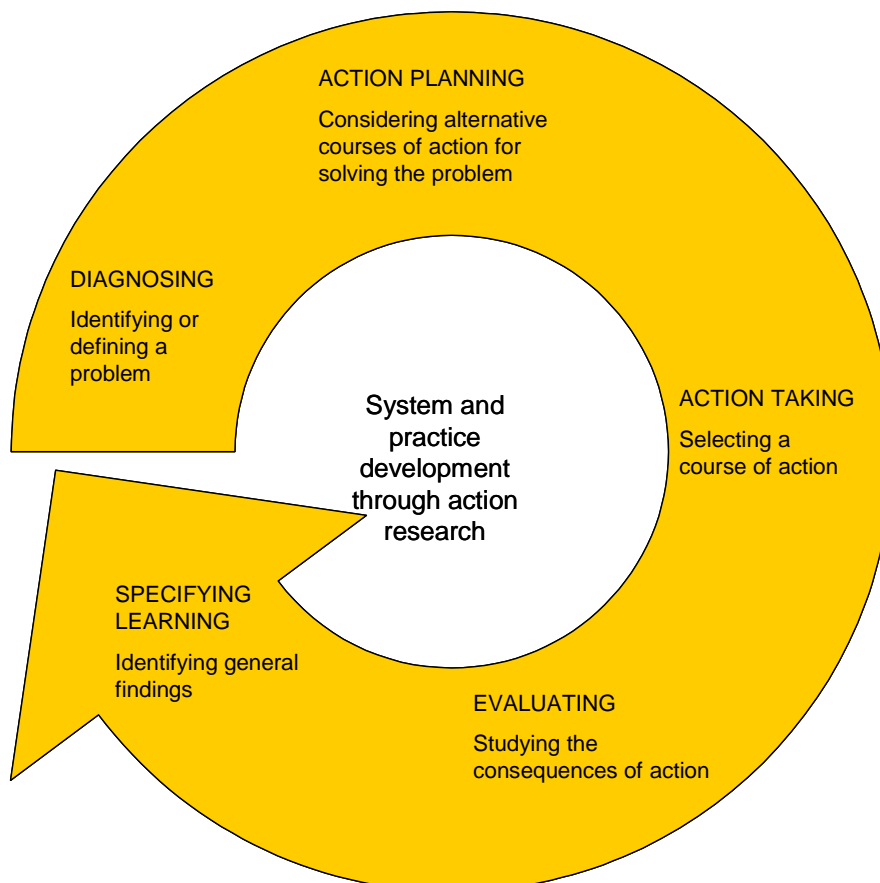 ACTION PLANNING
Considering alternative
courses of action for
solving the problem
DIAGNOSING
Identifying or
defining a
problem
System and
practice
development
through action
research
ACTION TAKING
Selecting a
course of action
SPECIFYING
LEARNING
Identifying general
findings
EVALUATING
Studying the
consequences of action